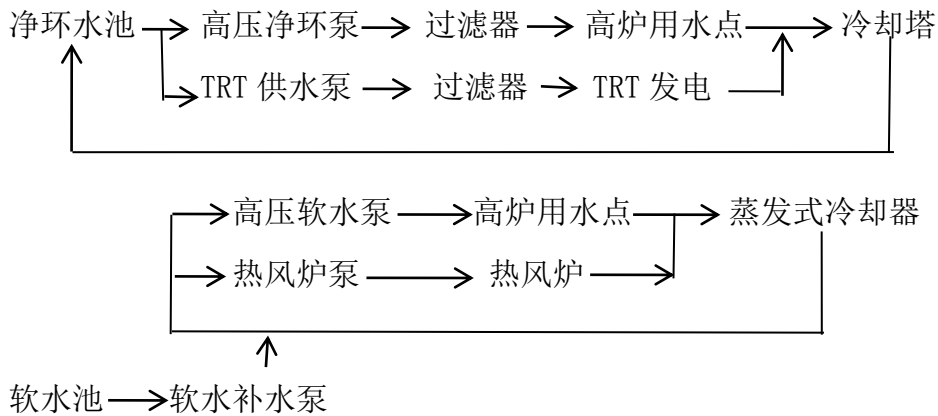 净环水池 高压净环泵 过滤器 高炉用水点 冷却塔
TRT 供水泵 过滤器 TRT 发电
高压软水泵 高炉用水点 蒸发式冷却器
热风炉泵 热风炉
软水池 软水补水泵